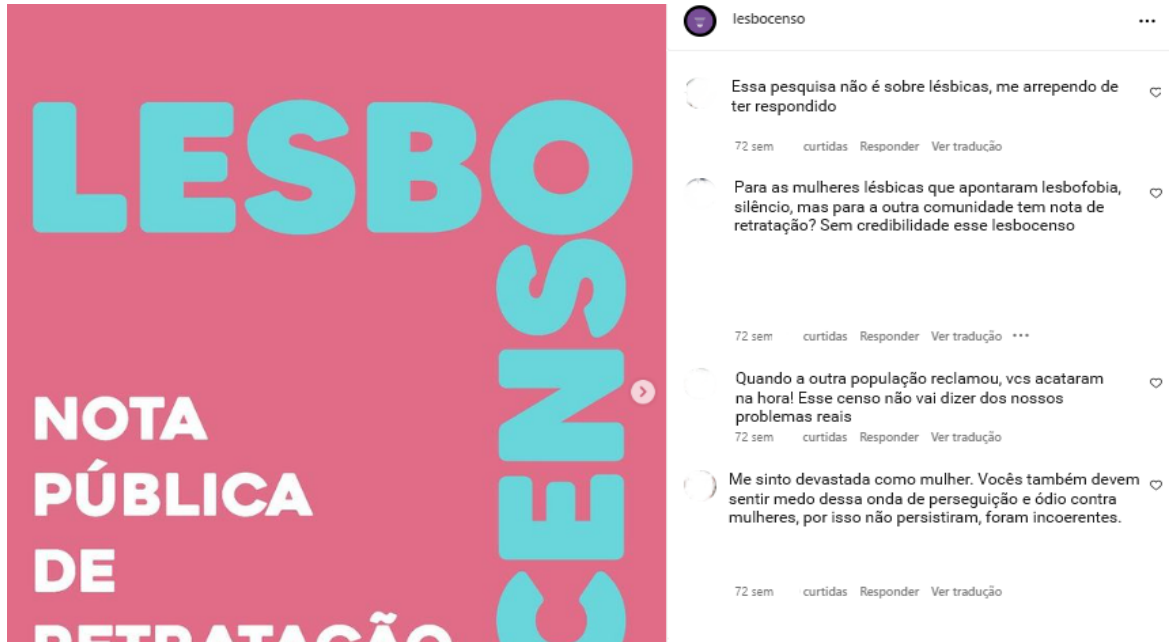 LESBO
CENSO
NOTA
PÚBLICA
DE
RETRATAÇÃO
lesbocenso
Essa pesquisa não é sobre lésbicas, me arrependo de
ter respondido
72 sem curtidas Responder Ver tradução
Para as mulheres lésbicas que apontaram lesbofobia,
silêncio, mas para a outra comunidade tem nota de
retratação? Sem credibilidade esse lesbocenso
72 sem curtidas Responder Ver tradução
Quando a outra população reclamou, vcs acataram
na hora! Esse censo não vai dizer dos nossos
problemas reais
72 sem curtidas Responder Ver tradução
Me sinto devastada como mulher. Vocês também devem
sentir medo dessa onda de perseguição e ódio contra
mulheres, por isso não persistiram, foram incoerentes.
72 sem curtidas Responder Ver tradução